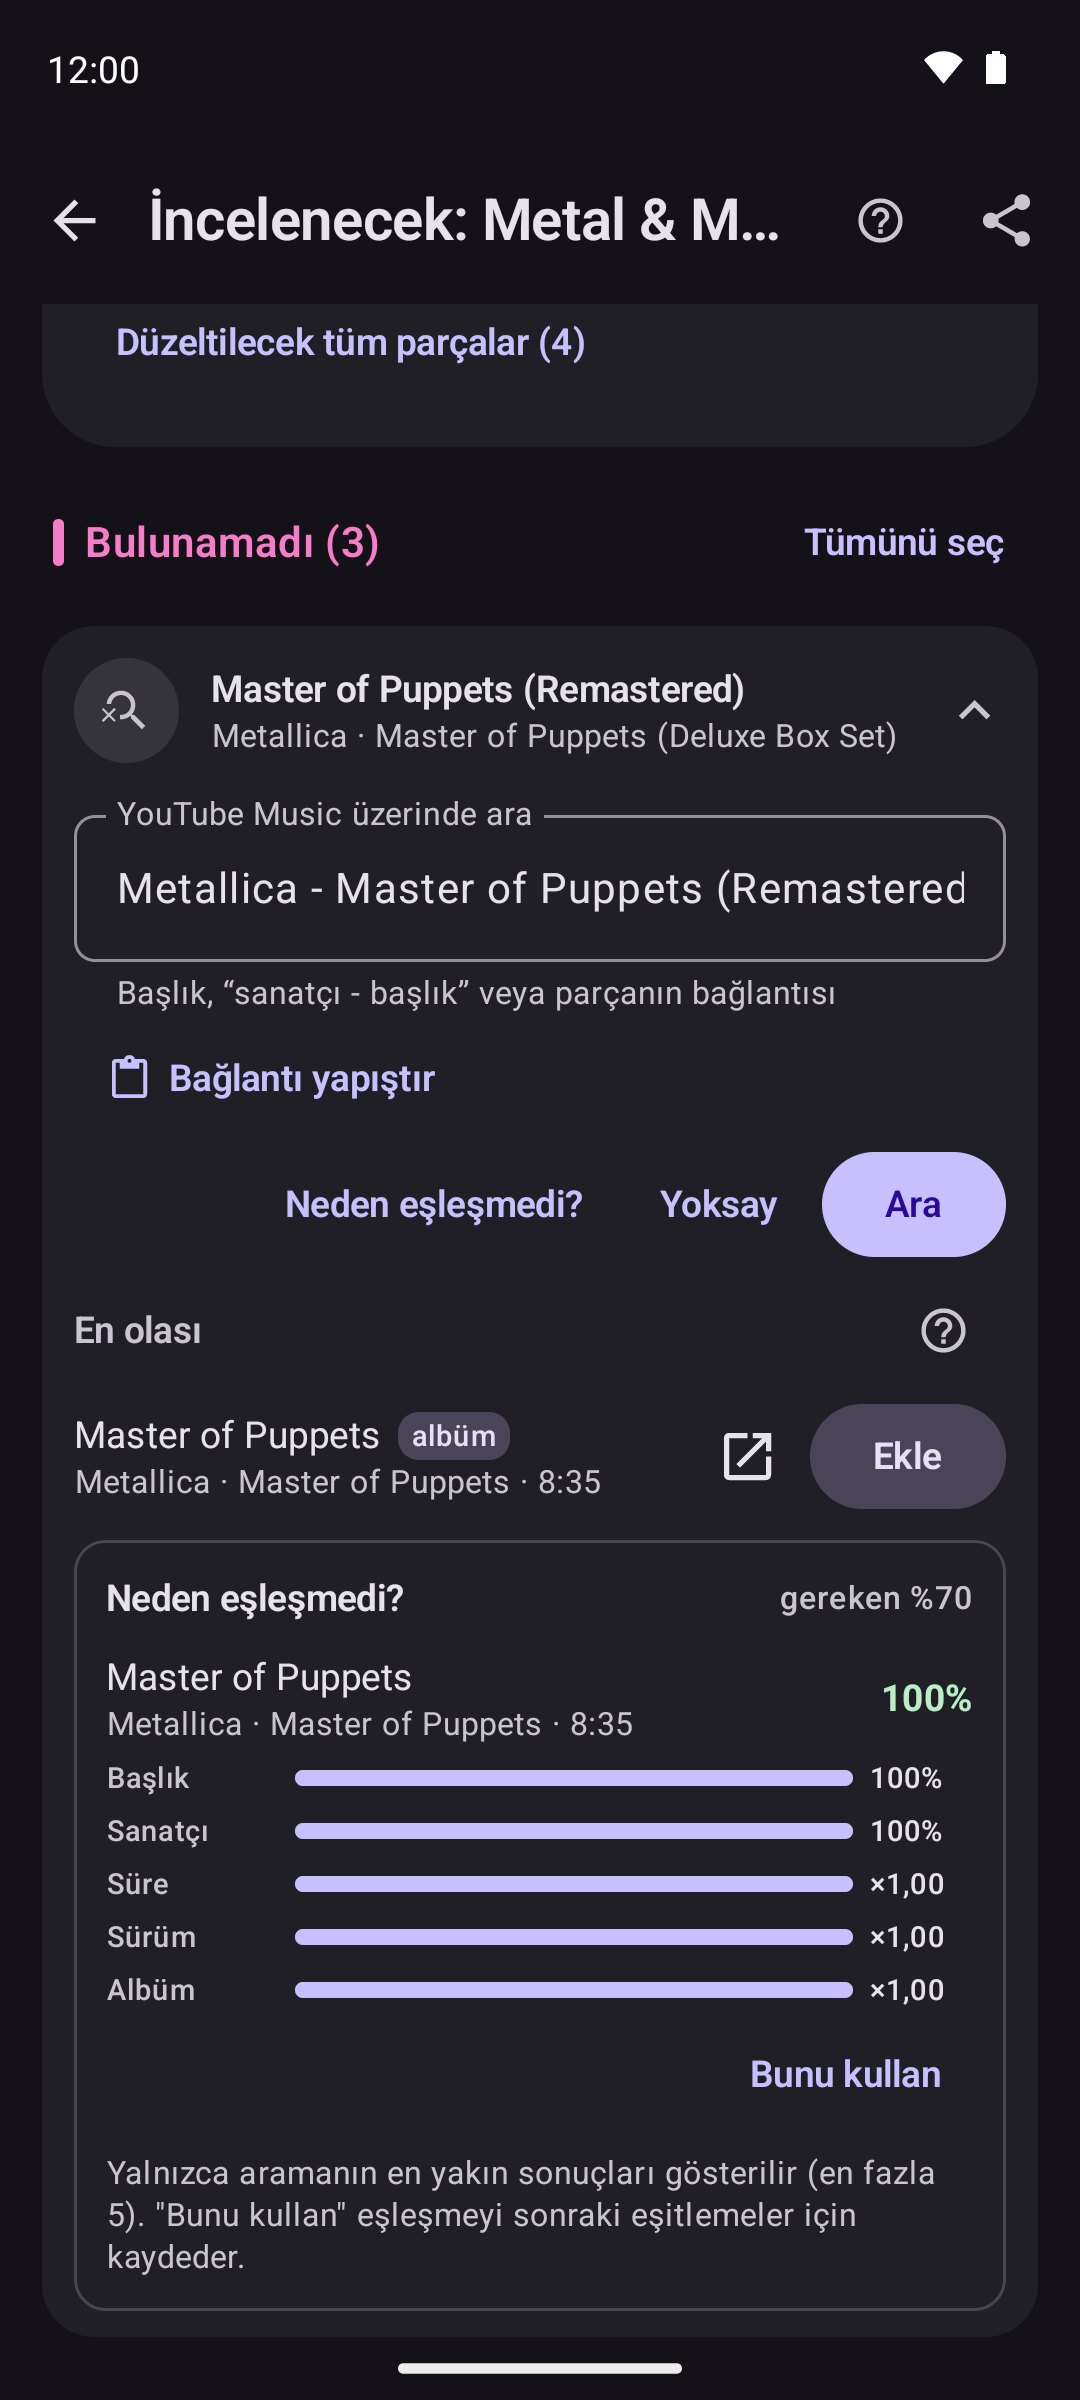 12:00
İncelenecek: Metal & M...
Düzeltilecek tüm parçalar (4)
Bulunamadı (3)
Tümünü seç
Master of Puppets (Remastered)
Metallica · Master of Puppets (Deluxe Box Set)
YouTube Music üzerinde ara
Metallica - Master of Puppets (Remastered
Başlık, “sanatçı - başlık” veya parçanın bağlantısı
Bağlantı yapıştır
Neden eşleşmedi?
Yoksay
Ara
En olası
Master of Puppets albüm
Metallica · Master of Puppets · 8:35
Ekle
Neden eşleşmedi?
gereken %70
Master of Puppets
Metallica · Master of Puppets · 8:35
100%
Başlık 100%
Sanatçı 100%
Süre ×1,00
Sürüm ×1,00
Albüm ×1,00
Bunu kullan
Yalnızca aramanın en yakın sonuçları gösterilir (en fazla
5). "Bunu kullan" eşleşmeyi sonraki eşitlemeler için
kaydeder.